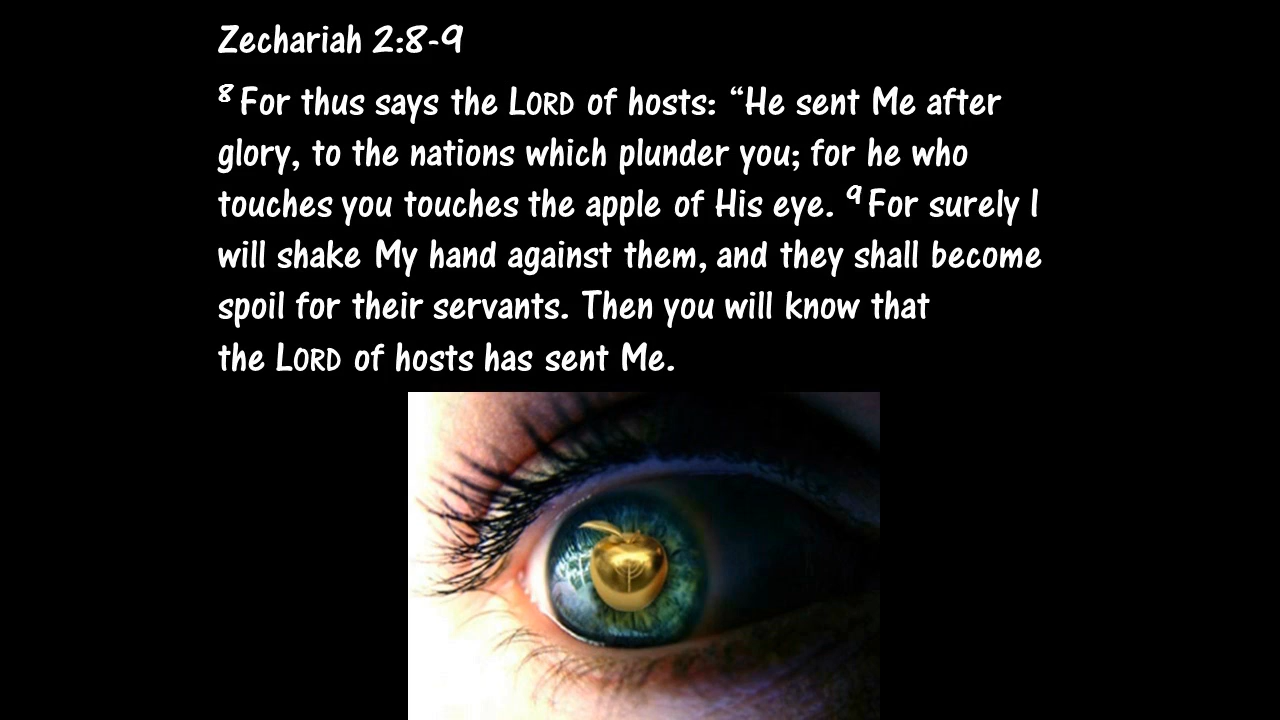 Zechariah 2:8-9
⁸ For thus says the LORD of hosts: “He sent Me after
glory, to the nations which plunder you; for he who
touches you touches the apple of His eye. ⁹ For surely I
will shake My hand against them, and they shall become
spoil for their servants. Then you will know that
the LORD of hosts has sent Me.